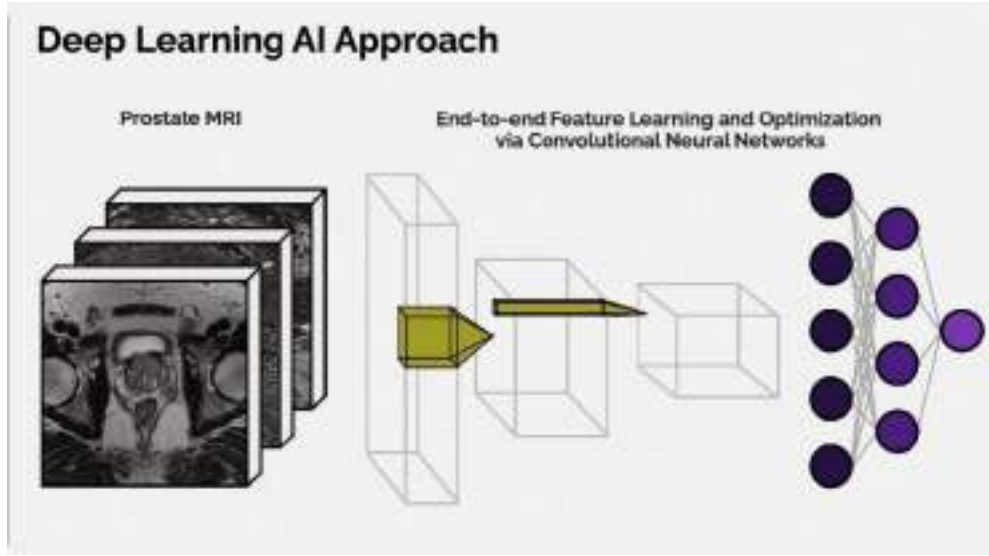 Deep Learning AI Approach
Prostate MRI
End-to-end Feature Learning and Optimization
via Convolutional Neural Networks